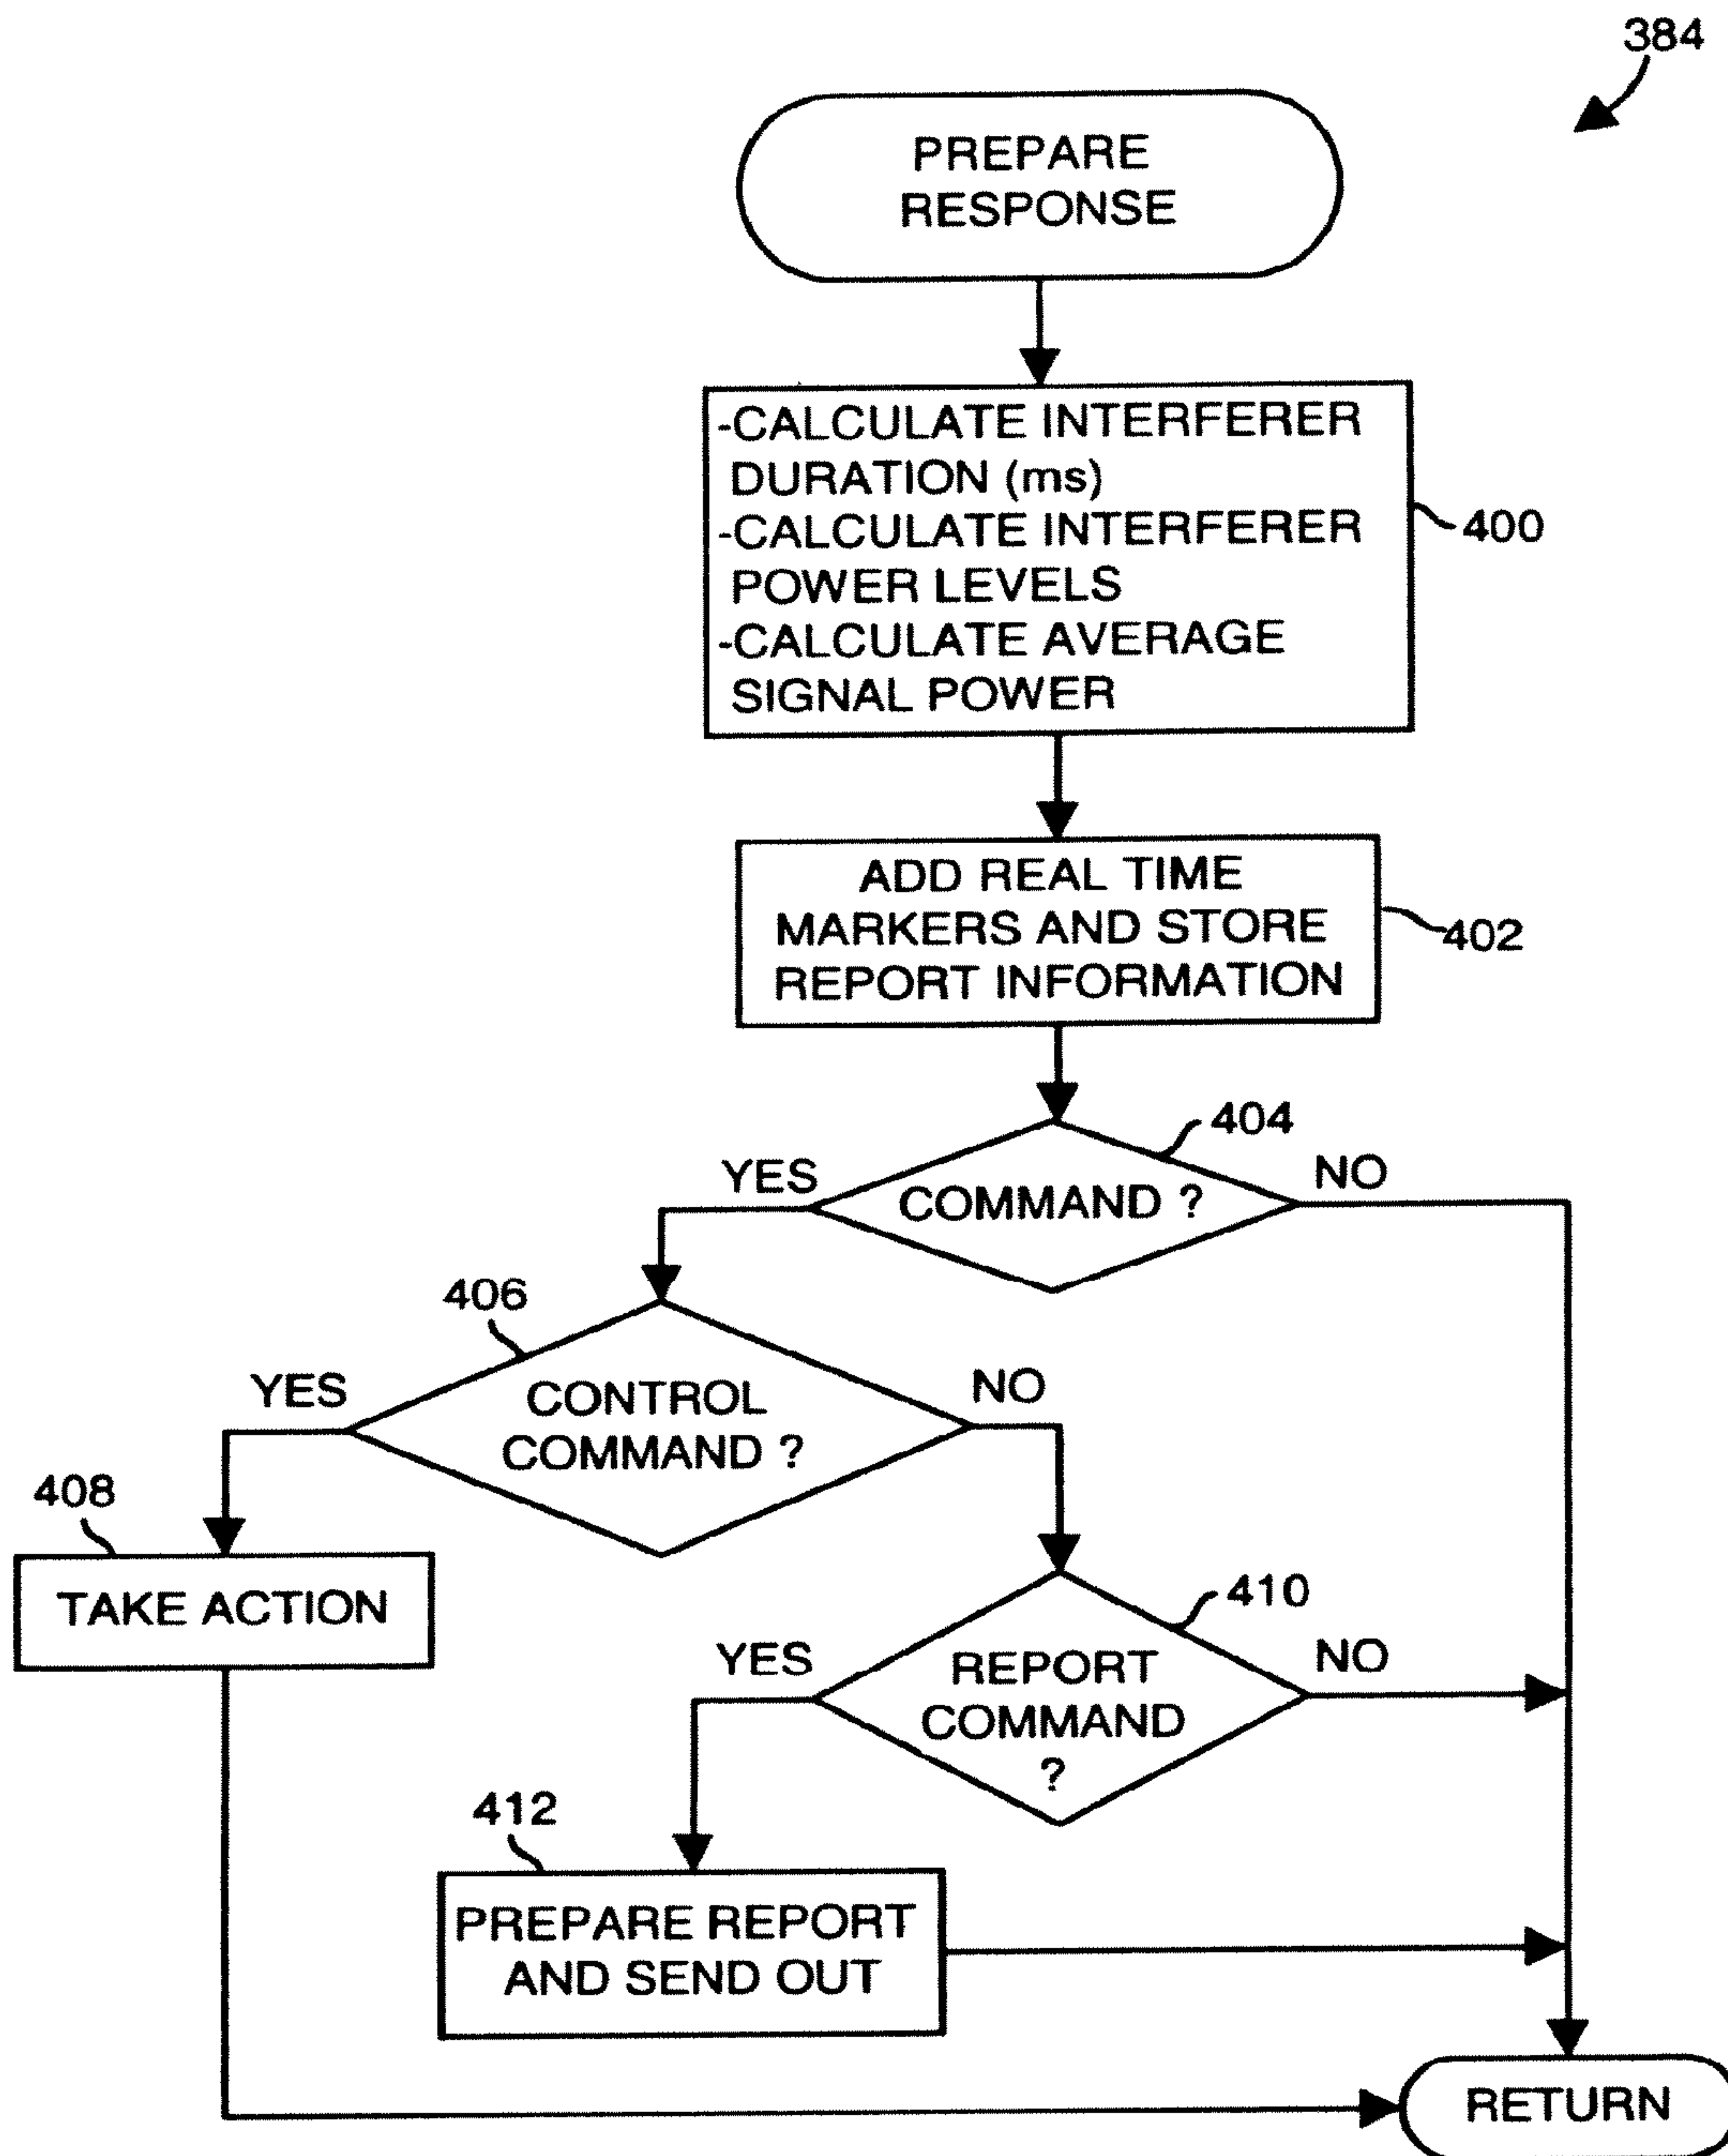 384
PREPARE
RESPONSE
-CALCULATE INTERFERER
DURATION (ms)
-CALCULATE INTERFERER
POWER LEVELS
-CALCULATE AVERAGE
SIGNAL POWER
400
ADD REAL TIME
MARKERS AND STORE
REPORT INFORMATION
402
404
YES
COMMAND ?
NO
406
YES
CONTROL
COMMAND ?
NO
408
TAKE ACTION
410
YES
REPORT
COMMAND
?
NO
412
PREPARE REPORT
AND SEND OUT
RETURN